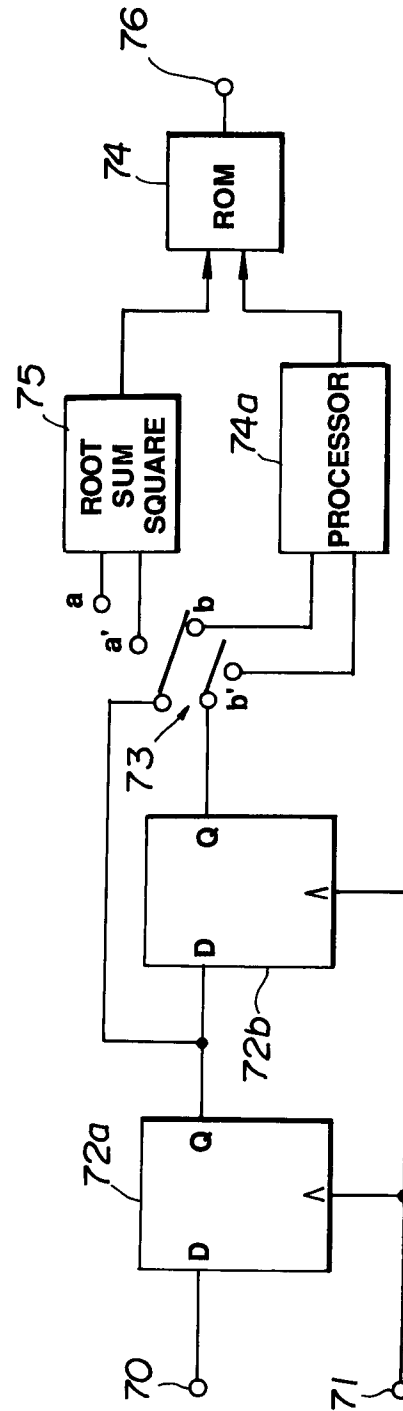 70
71
72a
D
Q
72b
D
Q
73
a
a'
b
b'
75
ROOT
SUM
SQUARE
74a
PROCESSOR
74
ROM
76